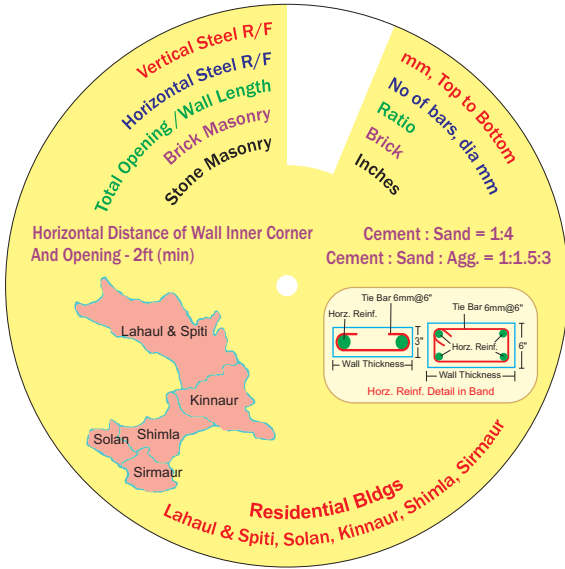 Vertical Steel R/F
Horizontal Steel R/F
Total Opening /Wall Length
Brick Masonry
Stone Masonry
mm, Top to Bottom
No of bars, dia mm
Ratio
Brick
Inches
Horizontal Distance of Wall Inner Corner
And Opening - 2ft (min)
Cement : Sand = 1:4
Cement : Sand : Agg. = 1:1.5:3
Lahaul & Spiti
Kinnaur
Shimla
Solan
Sirmaur
Tie Bar 6mm@6"
Horz. Reinf.
3"
Wall Thickness
Tie Bar 6mm@6"
Horz. Reinf.
6"
Wall Thickness
Horz. Reinf. Detail in Band
Residential Bldgs
Lahaul & Spiti, Solan, Kinnaur, Shimla, Sirmaur